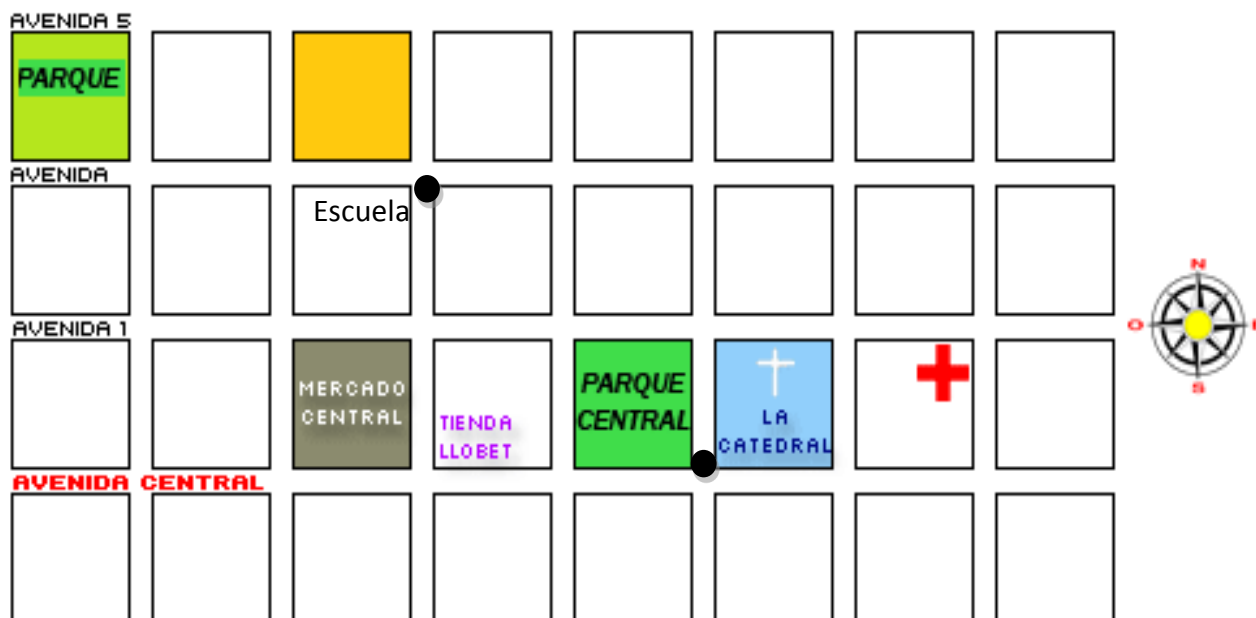 AVENIDA 5
PARQUE
AVENIDA
Escuela
N
AVENIDA 1
O
MERCADO
CENTRAL
TIENDA
LLOBET
PARQUE
CENTRAL
LA
CATEDRAL
S
AVENIDA CENTRAL